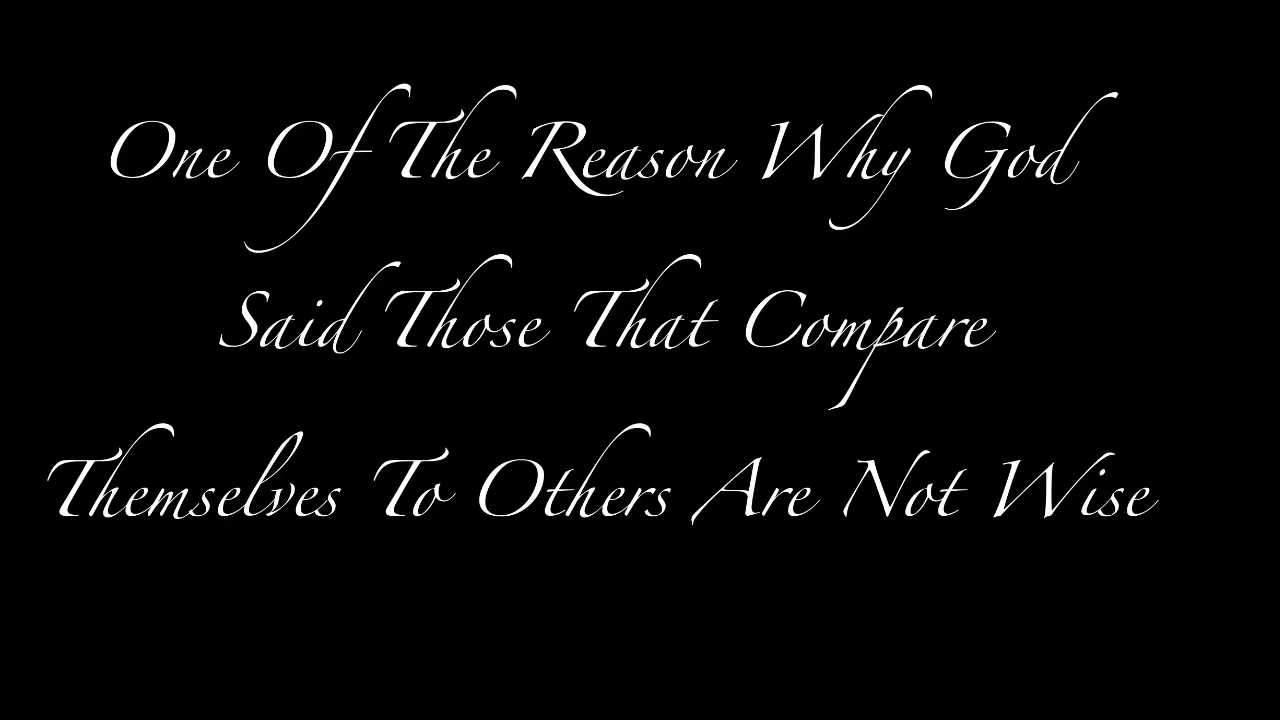 One Of The Reason Why God
Said Those That Compare
Themselves To Others Are Not Wise